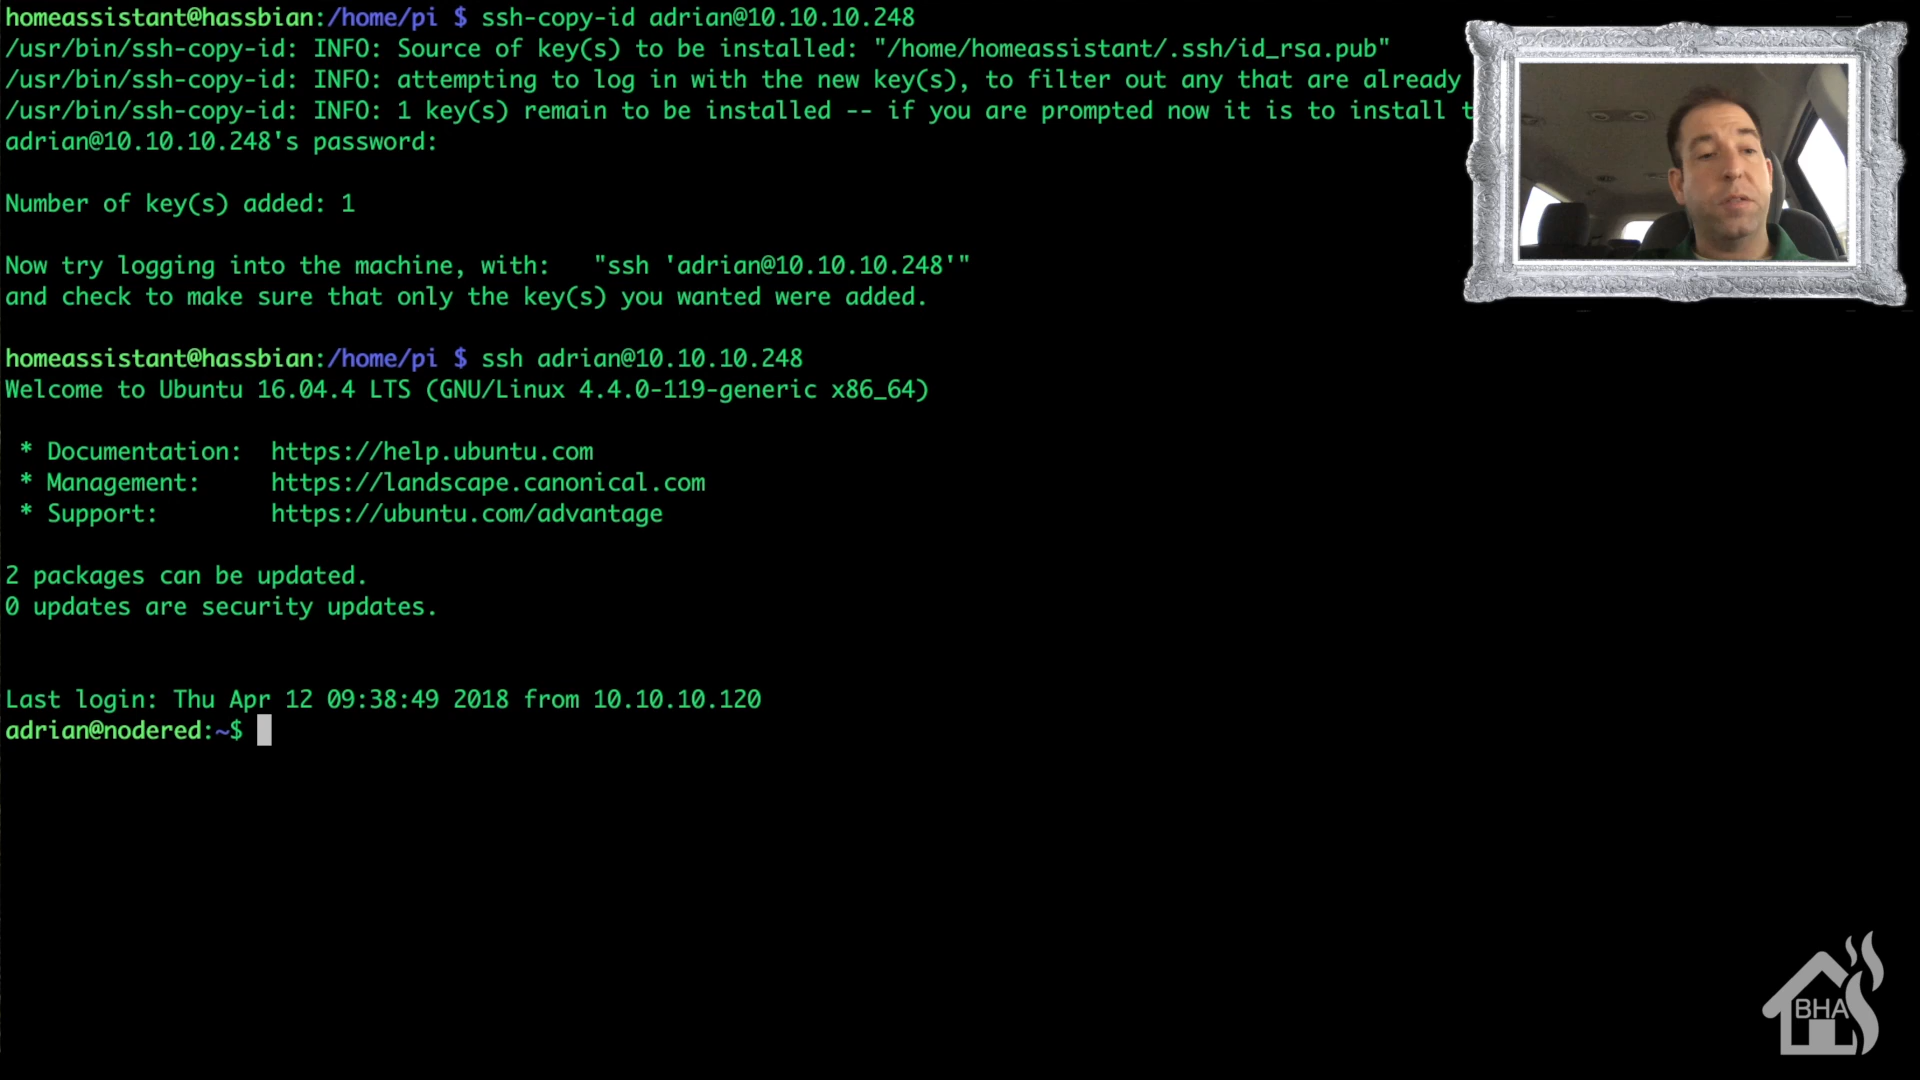 homeassistant@hassbian:/home/pi $ ssh-copy-id adrian@10.10.10.248
/usr/bin/ssh-copy-id: INFO: Source of key(s) to be installed: "/home/homeassistant/.ssh/id_rsa.pub"
/usr/bin/ssh-copy-id: INFO: attempting to log in with the new key(s), to filter out any that are already
/usr/bin/ssh-copy-id: INFO: 1 key(s) remain to be installed -- if you are prompted now it is to install t
adrian@10.10.10.248's password:
Number of key(s) added: 1
Now try logging into the machine, with:   "ssh 'adrian@10.10.10.248'"
and check to make sure that only the key(s) you wanted were added.
homeassistant@hassbian:/home/pi $ ssh adrian@10.10.10.248
Welcome to Ubuntu 16.04.4 LTS (GNU/Linux 4.4.0-119-generic x86_64)
* Documentation:  https://help.ubuntu.com
* Management:     https://landscape.canonical.com
* Support:        https://ubuntu.com/advantage
2 packages can be updated.
0 updates are security updates.
Last login: Thu Apr 12 09:38:49 2018 from 10.10.10.120
adrian@nodered:~$
BHA